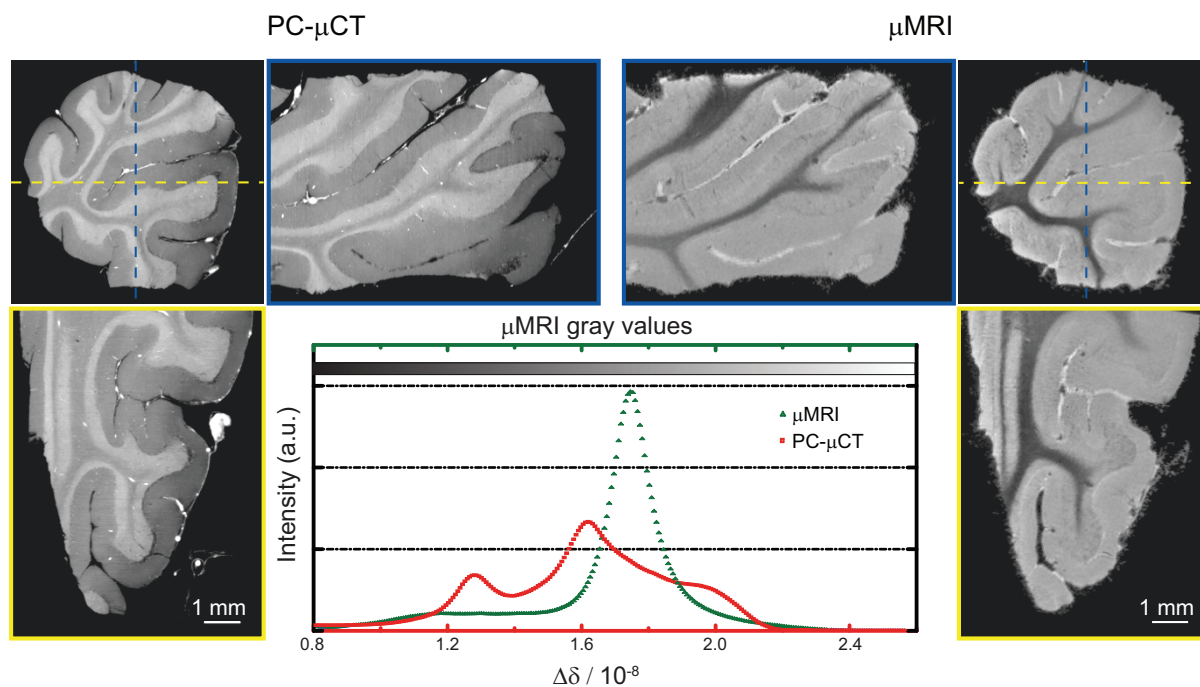 PC-μCT
μMRI
μMRI gray values
μMRI
PC-μCT
Intensity (a.u.)
1 mm
1 mm
0.8 1.2 1.6 2.0 2.4
Δδ / 10⁻⁸